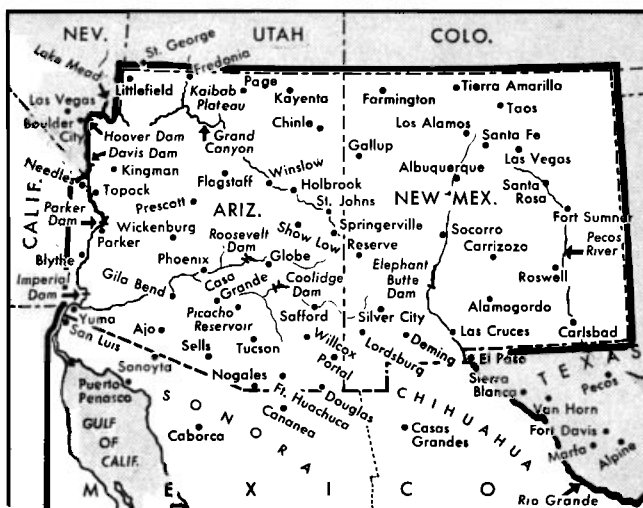 NEV.
UTAH
COLO.
St. George
Lake Mead
Fredonia
Littlefield
Kaibab
Plateau
Page
Kayenta
Farmington
Tierra Amarilla
Taos
Las Vegas
Boulder
City
Hoover Dam
Grand
Canyon
Chinle
Los Alamos
Santa Fe
Davis Dam
Gallup
Las Vegas
Needles
Kingman
Flagstaff
Winslow
Albuquerque
Santa
Rosa
Topock
Holbrook
CALIF.
Prescott
ARIZ.
St. Johns
NEW MEX.
Parker
Dam
Wickenburg
Show Low
Springerville
Fort Sumner
Parker
Roosevelt
Dam
Reserve
Socorro
Carrizozo
Pecos
River
Blythe
Phoenix
Globe
Elephant
Butte
Dam
Roswell
Imperial
Dam
Gila Bend
Casa
Grande
Coolidge
Dam
Alamogordo
Picacho
Reservoir
Safford
Silver City
Yuma
San Luis
Ajo
Las Cruces
Carlsbad
Sells
Tucson
Willcox
Lordsburg
Deming
El Paso
TEXAS
Sonoyta
Portal
Sierra
Blanca
Pecos
Puerto
Penasco
Nogales
Ft. Huachuca
Douglas
CHIHUAHUA
Van Horn
SONORA
Cananea
GULF
OF
CALIF.
Caborca
Casas
Grandes
Fort Davis
Marfa
Alpine
MEXICO
Rio Grande